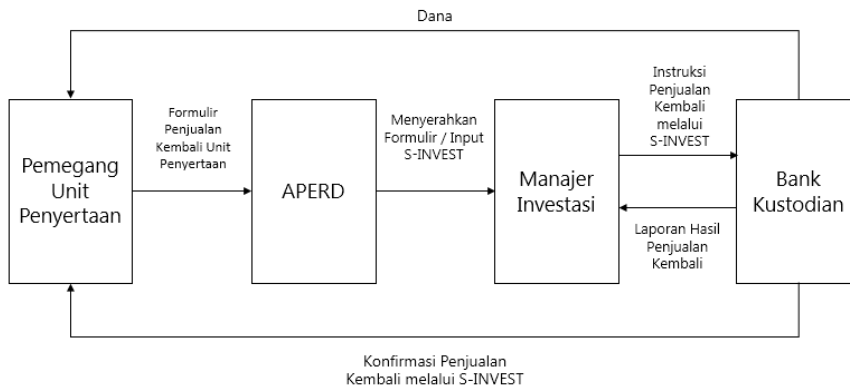 Dana
Formulir
Penjualan
Kembali Unit
Penyertaan
Menyerahkan
Formulir / Input
S-INVEST
Instruksi
Penjualan
Kembali
melalui
S-INVEST
Pemegang
Unit
Penyertaan
APERD
Manajer
Investasi
Bank
Kustodian
Laporan Hasil
Penjualan
Kembali
Konfirmasi Penjualan
Kembali melalui S-INVEST